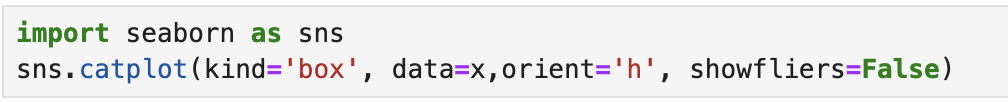 import seaborn as sns
sns.catplot(kind='box', data=x,orient='h', showfliers=False)